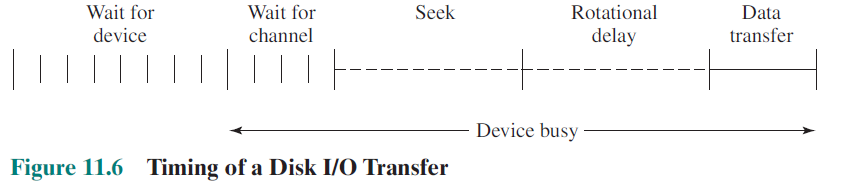 Wait for device
Wait for channel
Seek
Rotational delay
Data transfer
Device busy
Figure 11.6 Timing of a Disk I/O Transfer